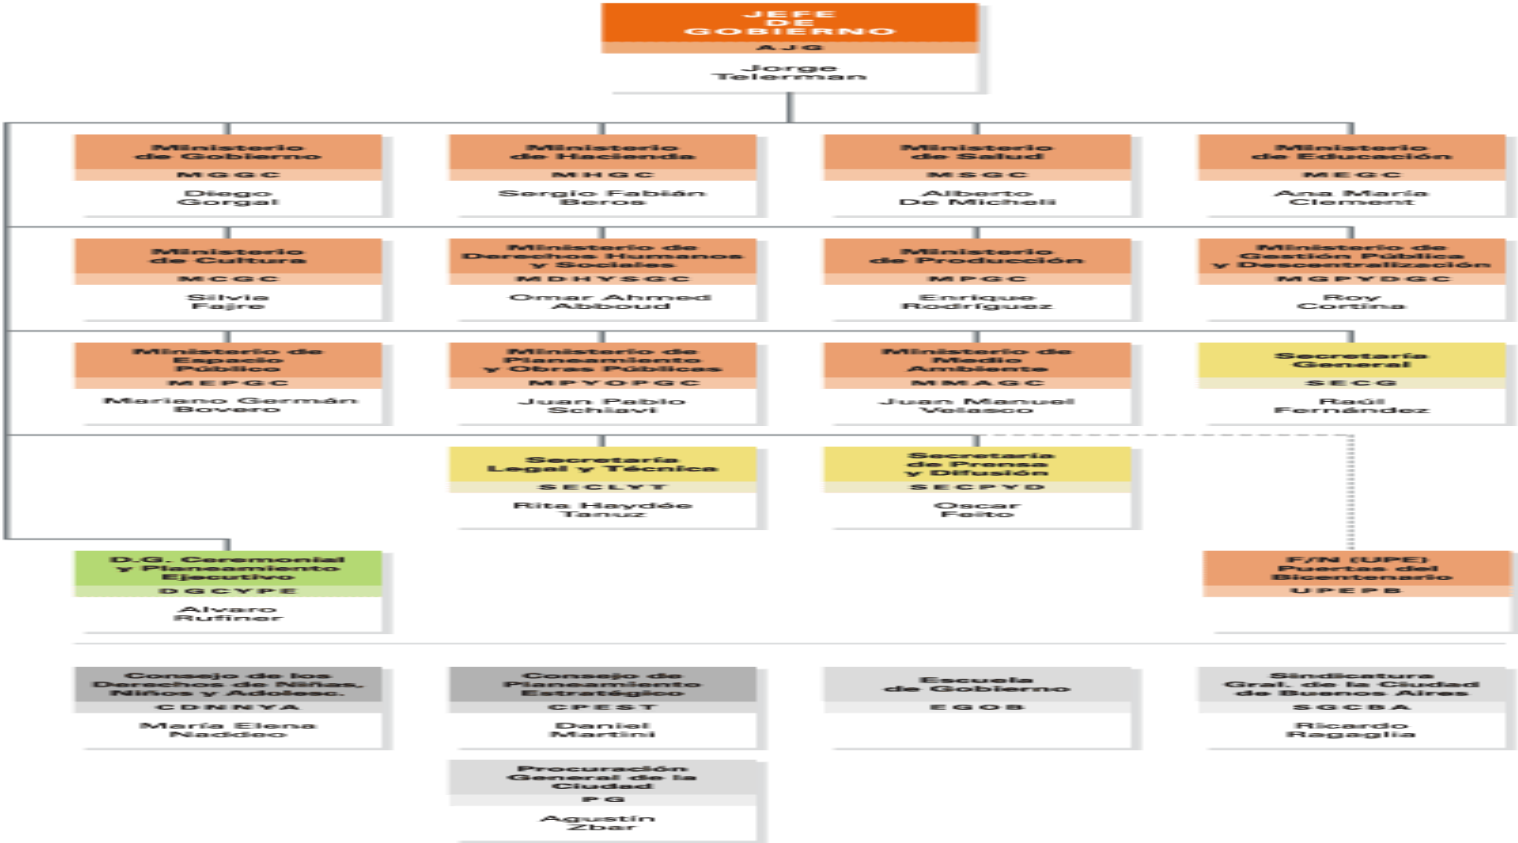 JEFE
DE
GOBIERNO
AJG
Jorge
Telerman
Ministerio
de Gobierno
MGGC
Diego
Gorgal
Ministerio
de Hacienda
MHGC
Sergio Fabián
Beros
Ministerio
de Salud
MSGC
Alberto
De Micheli
Ministerio
de Educación
MEGC
Ana María
Clement
Ministerio
de Cultura
MCGC
Silvia
Fajre
Ministerio de
Derechos Humanos
y Sociales
MDHYSGC
Omar Ahmed
Abboud
Ministerio
de Producción
MPGC
Enrique
Rodríguez
Ministerio de
Gestión Pública
y Descentralización
MGPYDGC
Roy
Cortina
Ministerio de
Espacio
Público
MEPGC
Mariano Germán
Bovero
Ministerio de
Planeamiento
y Obras Públicas
MPYOPGC
Juan Pablo
Schiavi
Ministerio de
Medio
Ambiente
MMAGC
Juan Manuel
Velasco
Secretaría
General
SECG
Raúl
Fernández
Secretaría
Legal y Técnica
SECLYT
Rita Haydée
Tanuz
Secretaría
de Prensa
y Difusión
SECPYD
Oscar
Feito
D.G. Ceremonial
y Planeamiento
Ejecutivo
DGCYPE
Alvaro
Rufiner
F/N (UPE)
Puertas del
Bicentenario
UPEPB
Consejo de los
Derechos de Niñas,
Niños y Adolesc.
CDNNYA
María Elena
Naddeo
Consejo de
Planeamiento
Estratégico
CPEST
Daniel
Martini
Escuela
de Gobierno
EGOB
Sindicatura
Gral. de la Ciudad
de Buenos Aires
SGCBA
Ricardo
Ragaglia
Procuración
General de la
Ciudad
PG
Agustín
Zbar